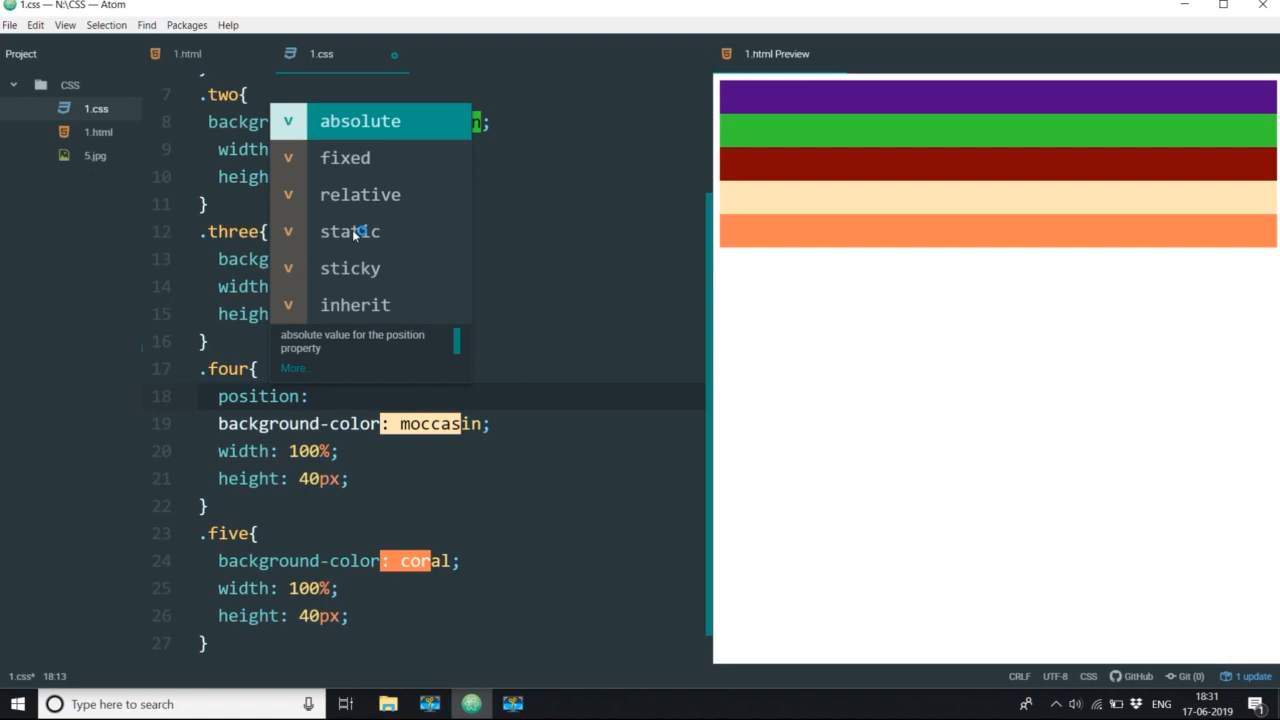 1.css — N:\CSS — Atom
File Edit View Selection Find Packages Help
Project
1.html
1.css
1.html Preview
CSS
1.css
1.html
5.jpg
7 .two{
8 backgr n;
9 width
10 heigh
11 }
12 .three{
13 backg
14 width
15 heigh
16 }
17 .four{
18 position:
19 background-color: moccasin;
20 width: 100%;
21 height: 40px;
22 }
23 .five{
24 background-color: coral;
25 width: 100%;
26 height: 40px;
27 }
v absolute
v fixed
v relative
v static
v sticky
v inherit
absolute value for the position
property
More..
1.css* 18:13
CRLF UTF-8 CSS GitHub Git (0) 1 update
Type here to search
ENG
18:31
17-06-2019
1